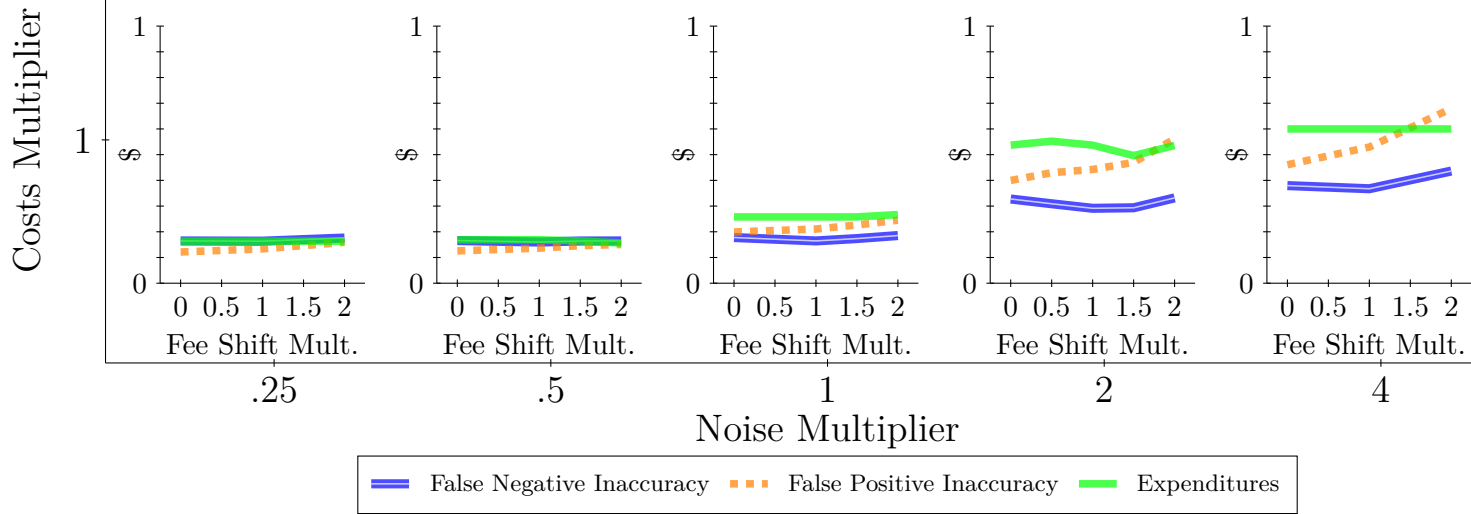 Costs Multiplier
1
1 1 1 1 1
$ $ $ $ $
0 0 0 0 0
0 0.5 1 1.5 2 0 0.5 1 1.5 2 0 0.5 1 1.5 2 0 0.5 1 1.5 2 0 0.5 1 1.5 2
Fee Shift Mult. Fee Shift Mult. Fee Shift Mult. Fee Shift Mult. Fee Shift Mult.
.25 .5 1 2 4
Noise Multiplier
False Negative Inaccuracy False Positive Inaccuracy Expenditures